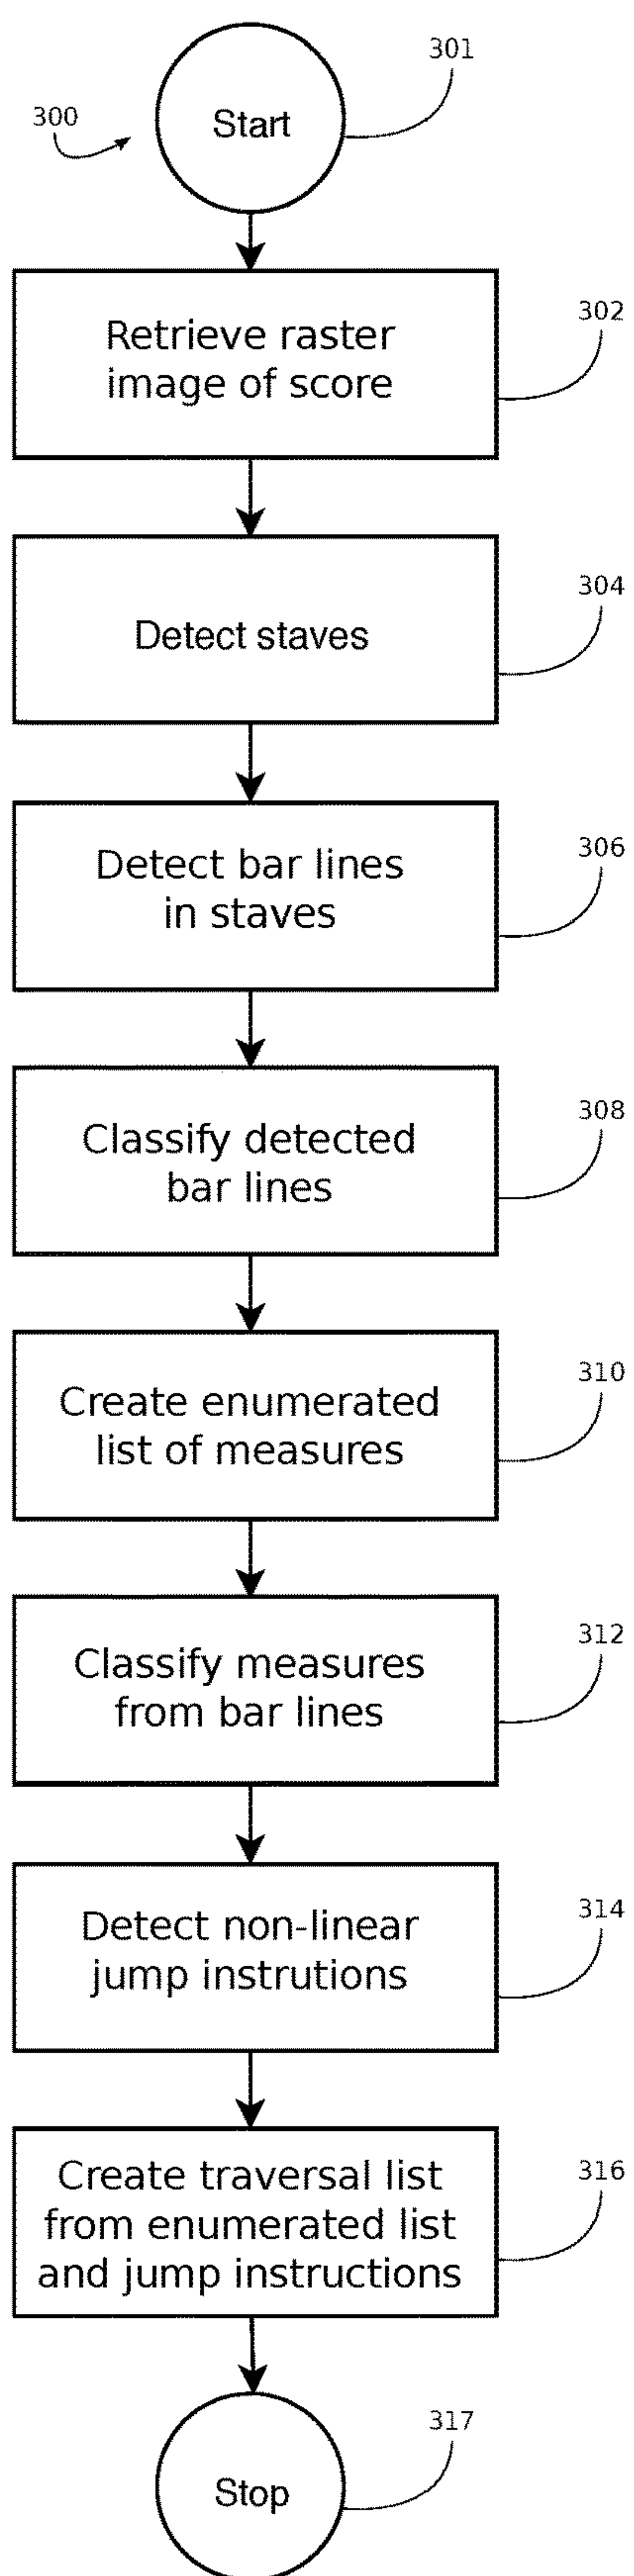 301
300
Start
302
Retrieve raster
image of score
304
Detect staves
306
Detect bar lines
in staves
308
Classify detected
bar lines
310
Create enumerated
list of measures
312
Classify measures
from bar lines
314
Detect non-linear
jump instrutions
316
Create traversal list
from enumerated list
and jump instructions
317
Stop